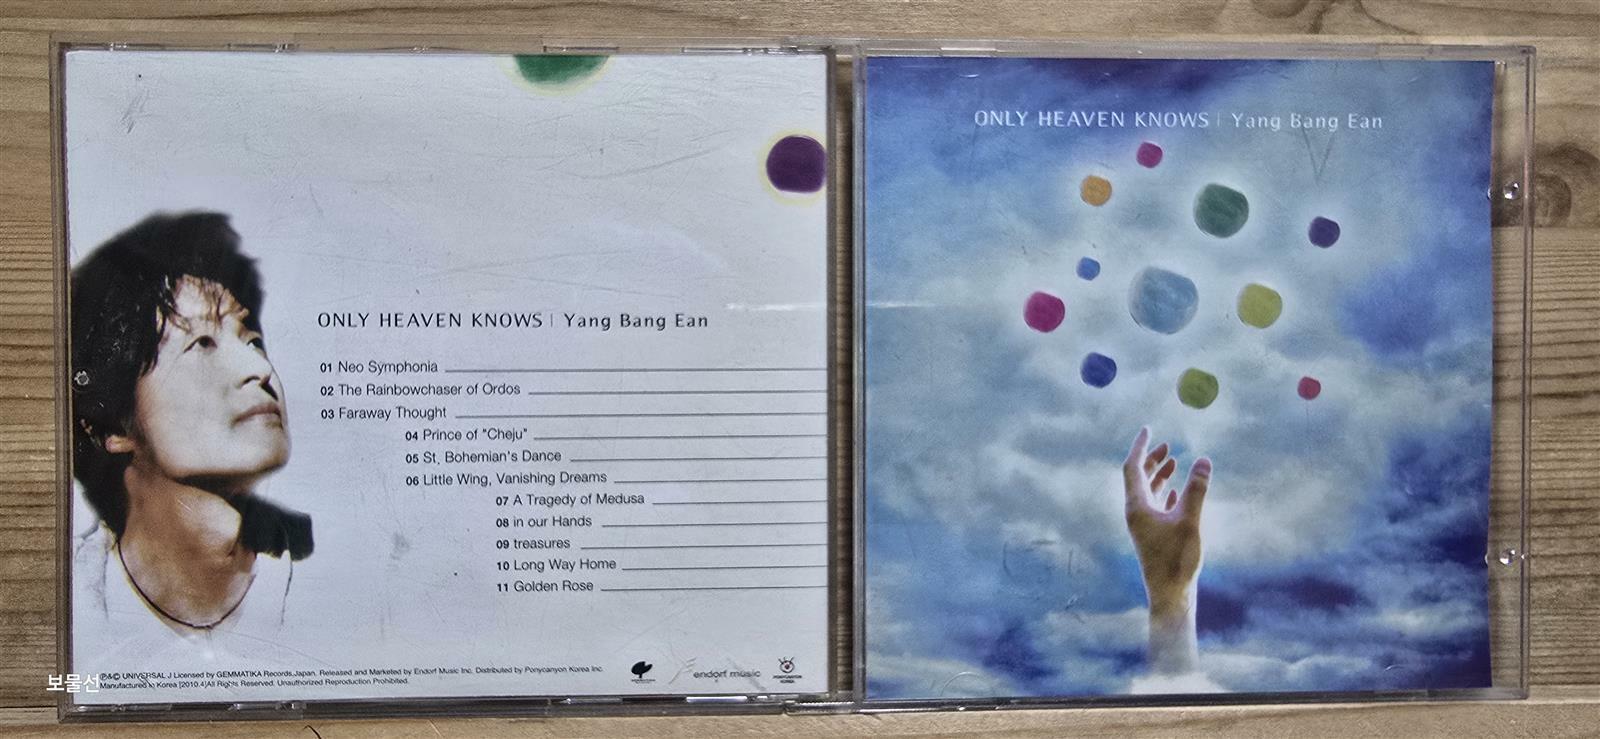 ONLY HEAVEN KNOWS | Yang Bang Ean
01 Neo Symphonia
02 The Rainbowchaser of Ordos
03 Faraway Thought
04 Prince of "Cheju"
05 St. Bohemian's Dance
06 Little Wing, Vanishing Dreams
07 A Tragedy of Medusa
08 in our Hands
09 treasures
10 Long Way Home
11 Golden Rose
℗&© UNIVERSAL J Licensed by GEMMATIKA Records,Japan. Released and Marketed by Endorf Music Inc. Distributed by Ponycanyon Korea Inc.
Manufactures in Korea [2010.4]All Rights Reserved. Unauthorized Reproduction Prohibited.
endorf music
PONYCANYON
KOREA
보물선
ONLY HEAVEN KNOWS | Yang Bang Ean